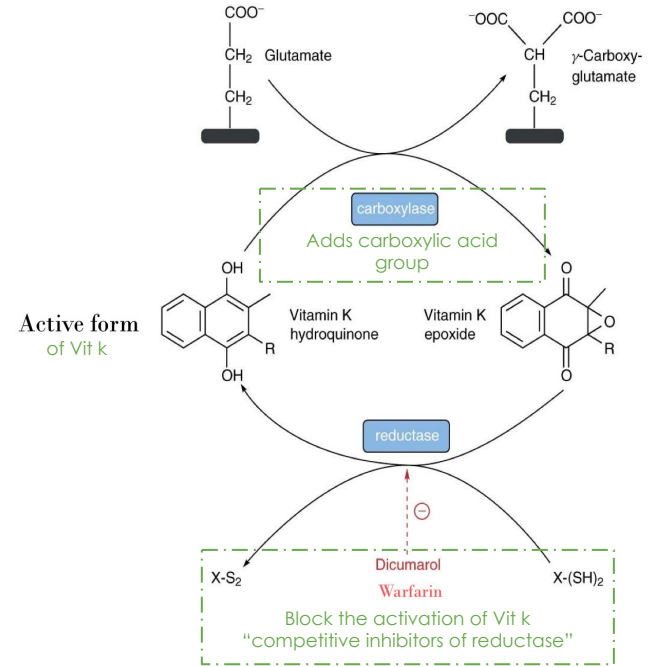 COO⁻
⁻OOC COO⁻
CH₂ Glutamate
CH
γ-Carboxy-
glutamate
CH₂
CH₂
carboxylase
Adds carboxylic acid
group
OH
O
Active form
of Vit k
Vitamin K
hydroquinone
Vitamin K
epoxide
O
R
R
OH
O
reductase
⊖
X-S₂
Dicumarol
X-(SH)₂
Warfarin
Block the activation of Vit k
“competitive inhibitors of reductase”